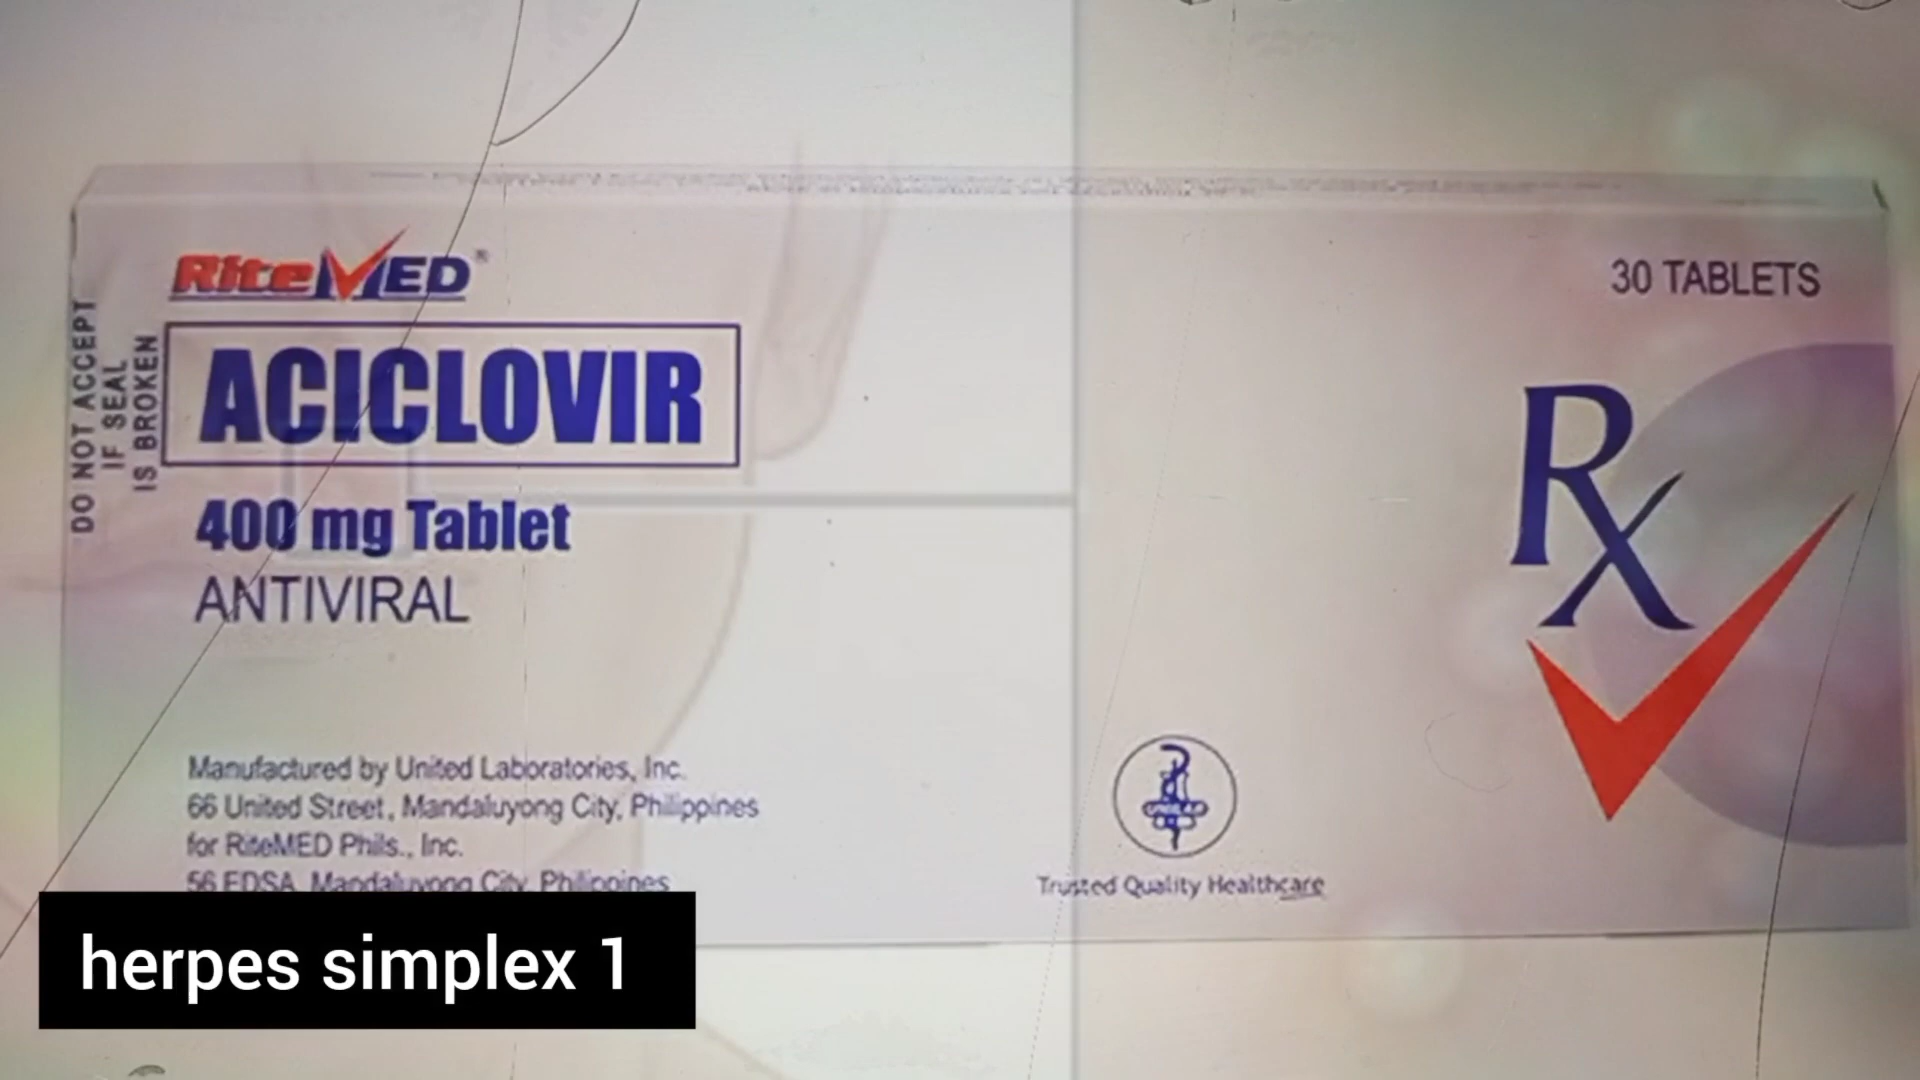 RiteMED®
30 TABLETS
DO NOT ACCEPT
IF SEAL
IS BROKEN
ACICLOVIR
400 mg Tablet
ANTIVIRAL
Rx
Manufactured by United Laboratories, Inc.
66 United Street, Mandaluyong City, Philippines
for RiteMED Phils., Inc.
56 EDSA, Mandaluyong City, Philippines
UNILAB
Trusted Quality Healthcare
herpes simplex 1